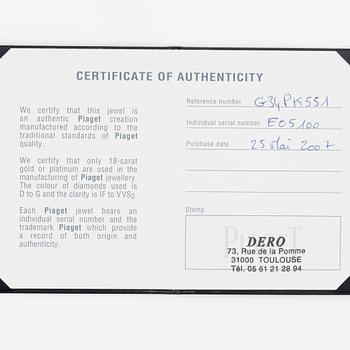 CERTIFICATE OF AUTHENTICITY
We certify that this jewel is
an authentic Piaget creation
manufactured according to the
traditional standards of Piaget
quality.
We certify that only 18-carat
gold or platinum are used in
the manufacturing of Piaget jewellery.
The colour of diamonds used is
D to G and the clarity is IF to VVS2.
Each Piaget jewel bears an
individual serial number and the
trademark Piaget which provide
a record of both origin and
authenticity.
Reference number G34PK551
Individual serial number E05100
Purchase date 25 Mai 2007
Stamp
PIAGET
DERO
73, Rue de la Pomme
31000 TOULOUSE
Tél. 05 61 21 28 94